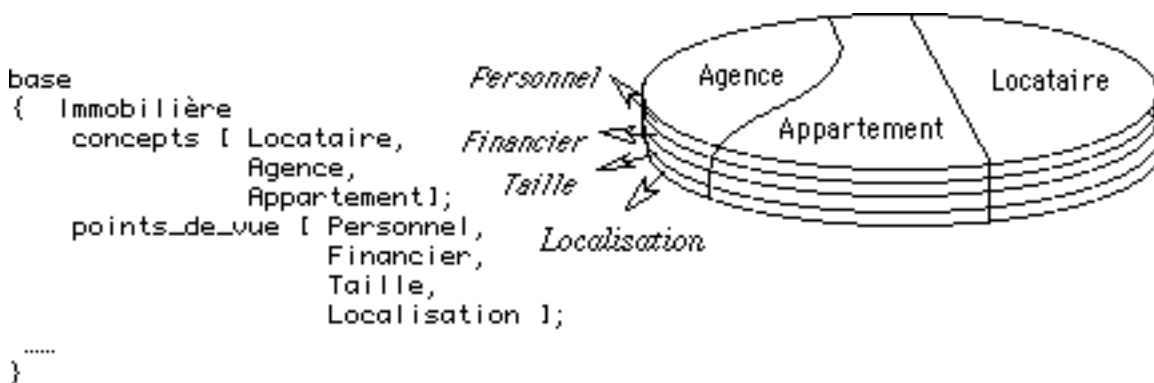 base
{ Immobilière
concepts [ Locataire,
Agence,
Appartement];
points_de_vue [ Personnel,
Financier,
Taille,
Localisation ];
......
}
Personnel
Financier
Taille
Localisation
Agence
Locataire
Appartement